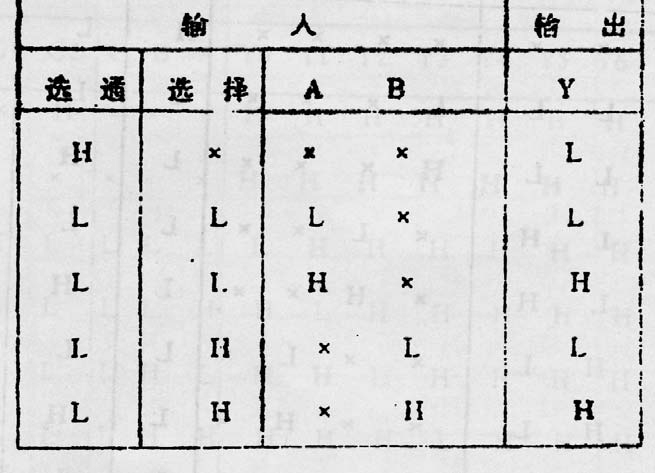 输 入 输 出
选通 选择 A B Y
H × × × L
L L L × L
L L H × H
L H × L L
L H × H H